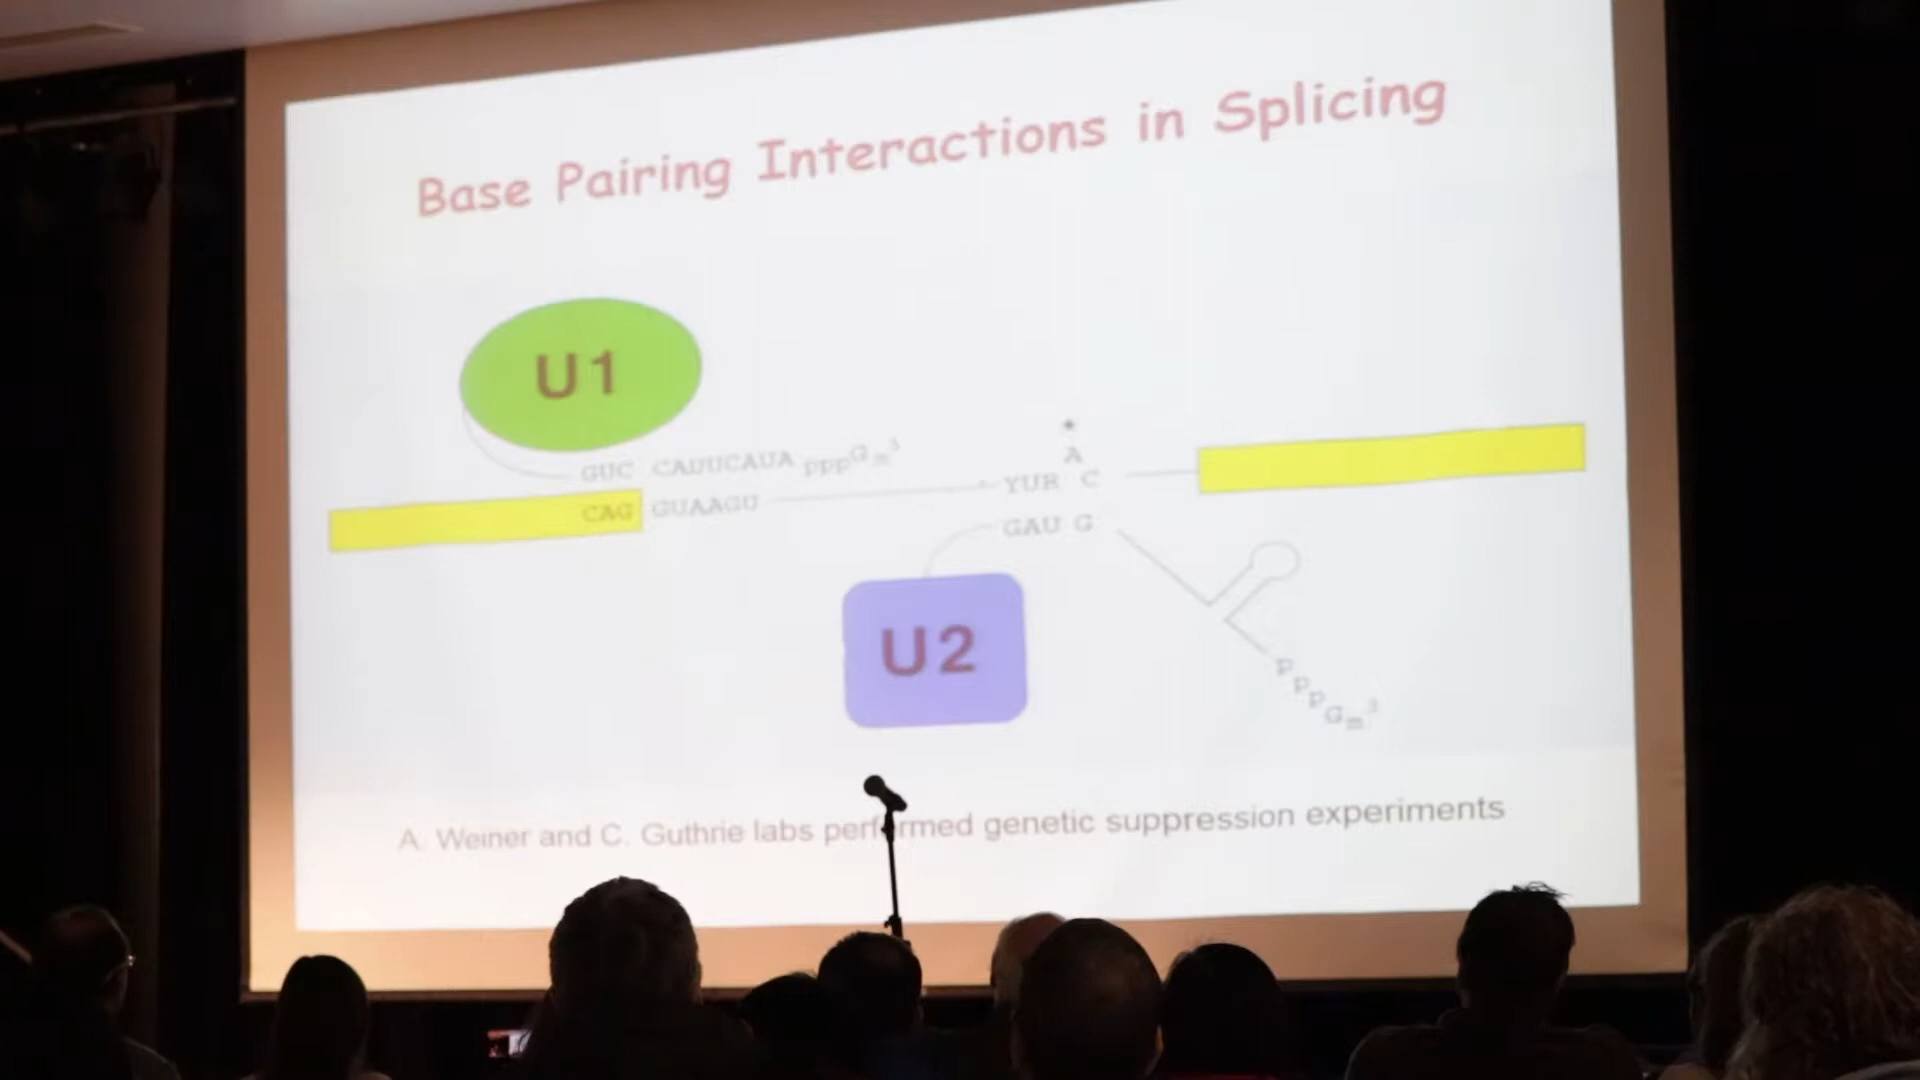 Base Pairing Interactions in Splicing
U1
GUC CAUUCAUA pppGm3
CAG GUAAGU
A
YUR C
GAU G
U2
pppGm3
A. Weiner and C. Guthrie labs performed genetic suppression experiments